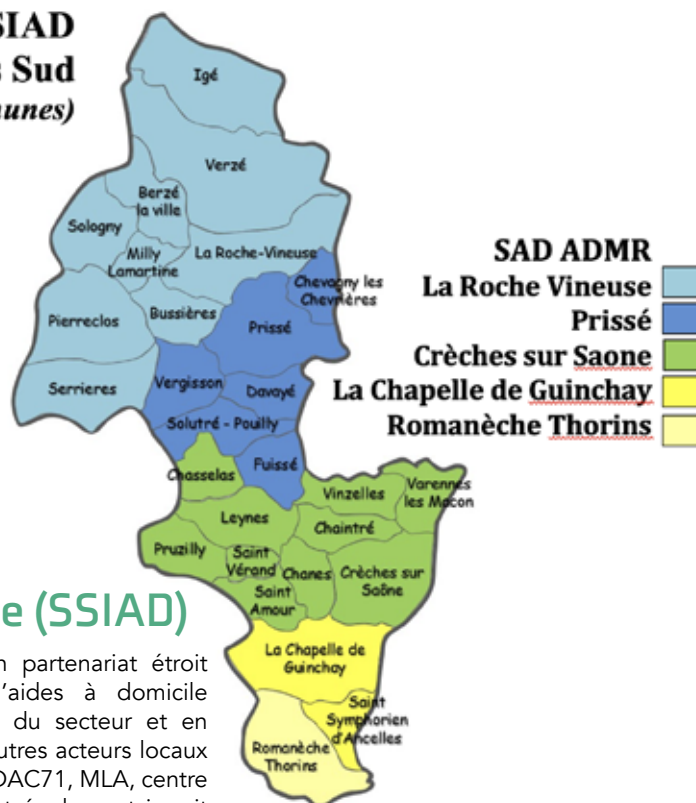 SIAD
s Sud
unes)
Igé
Verzé
Berzé
la ville
Sologny
Milly
Lamartine
La Roche-Vineuse
Chevagny les
Chevrières
Pierreclos
Bussières
Prissé
Serrieres
Vergisson
Davayé
Solutré - Pouilly
Fuissé
Chasselas
Vinzelles
Varennes
les Macon
Leynes
Chaintré
Pruzilly
Saint
Vérand
Chanes
Crèches sur
Saône
Saint
Amour
La Chapelle de
Guinchay
Saint
Symphorien
d'Ancelles
Romanèche
Thorins
SAD ADMR
La Roche Vineuse
Prissé
Crèches sur Saone
La Chapelle de Guinchay
Romanèche Thorins
e (SSIAD)
n partenariat étroit
'aides à domicile
du secteur et en
utres acteurs locaux
DAC71, MLA, centre